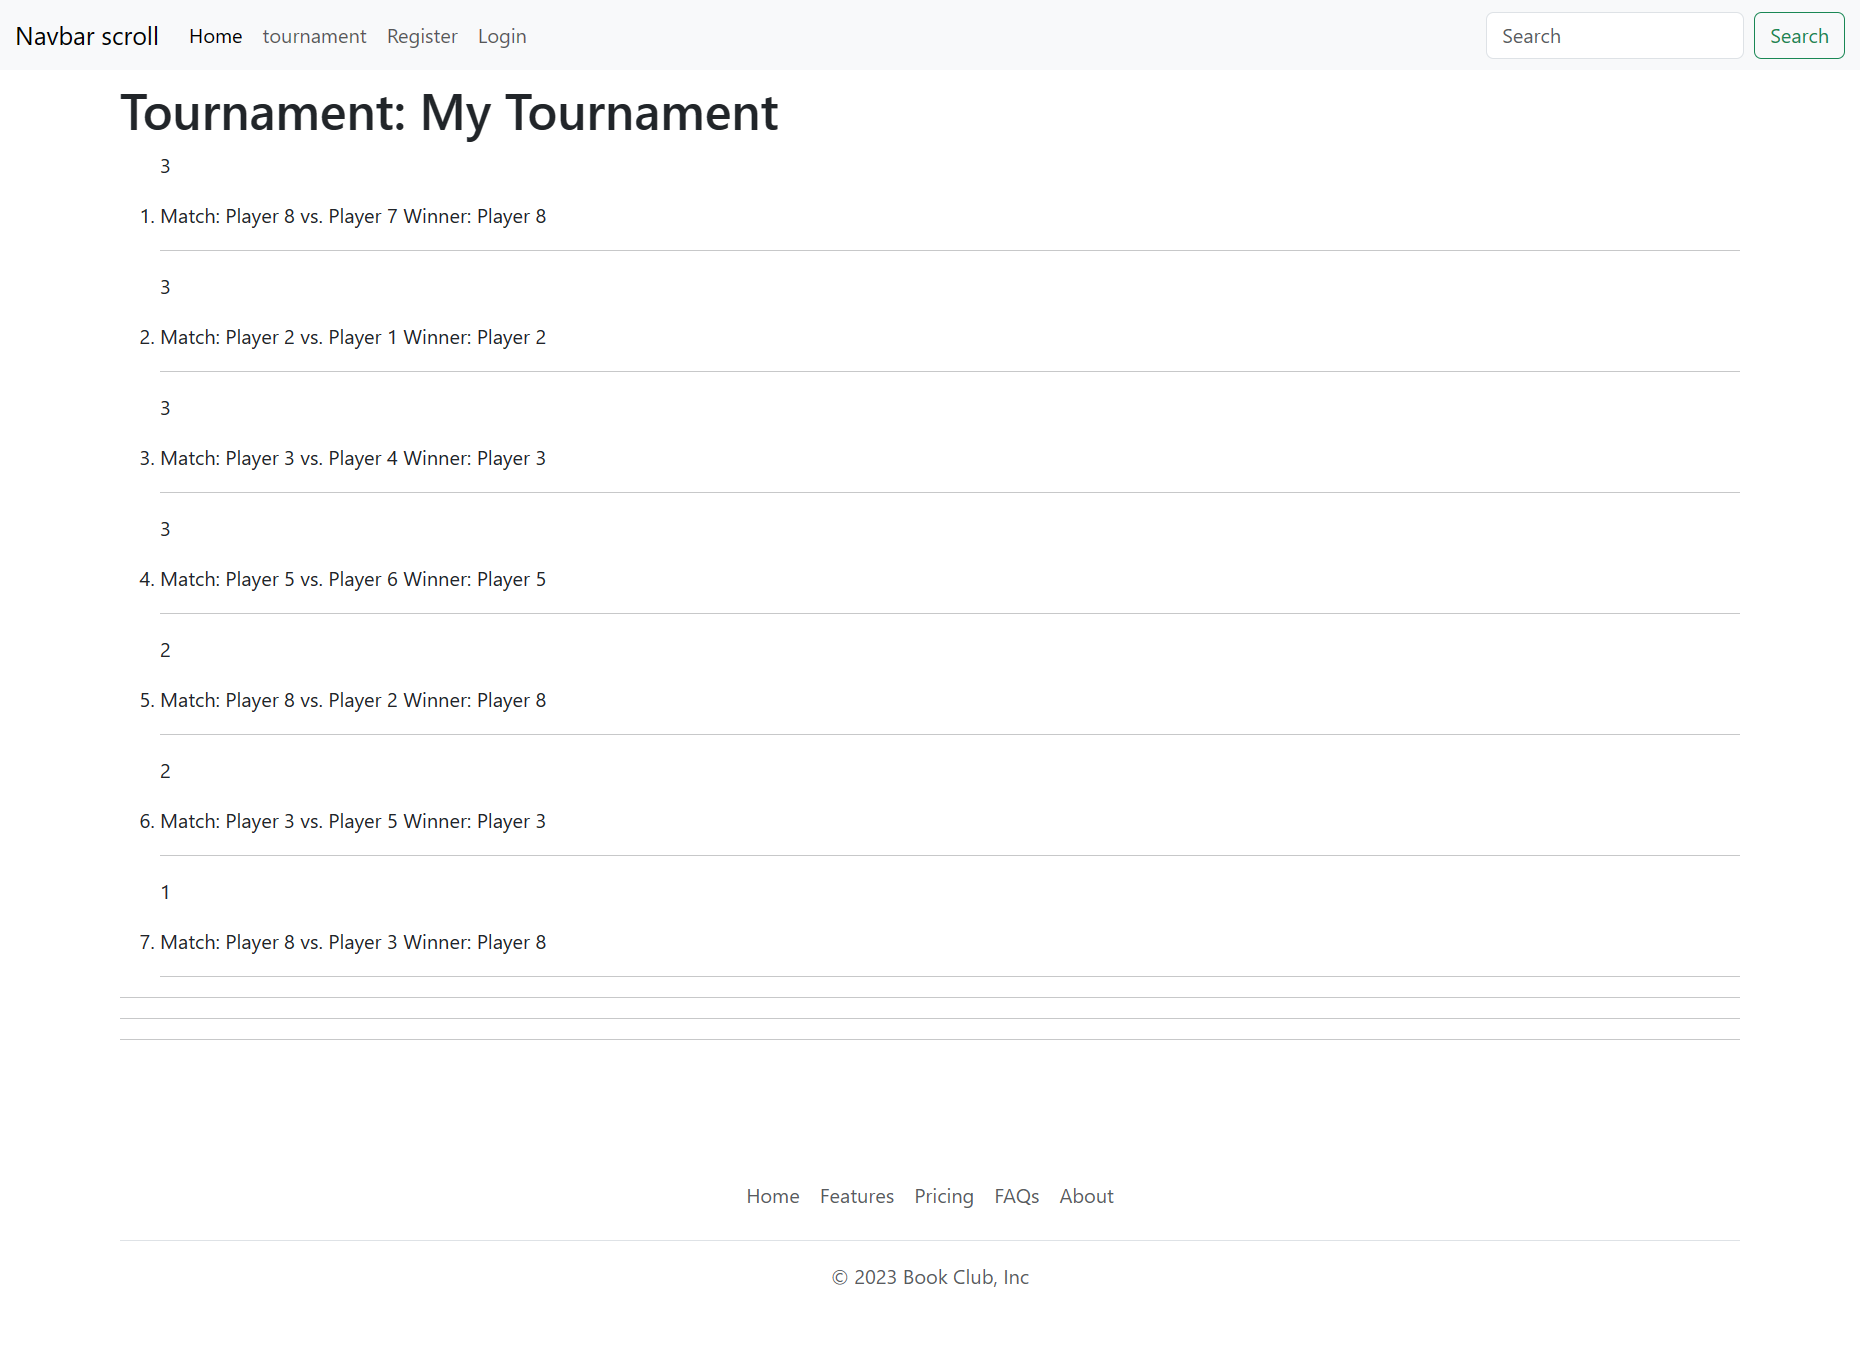 Navbar scroll Home tournament Register Login Search Search
Tournament: My Tournament
3
1. Match: Player 8 vs. Player 7 Winner: Player 8
3
2. Match: Player 2 vs. Player 1 Winner: Player 2
3
3. Match: Player 3 vs. Player 4 Winner: Player 3
3
4. Match: Player 5 vs. Player 6 Winner: Player 5
2
5. Match: Player 8 vs. Player 2 Winner: Player 8
2
6. Match: Player 3 vs. Player 5 Winner: Player 3
1
7. Match: Player 8 vs. Player 3 Winner: Player 8
Home Features Pricing FAQs About
© 2023 Book Club, Inc